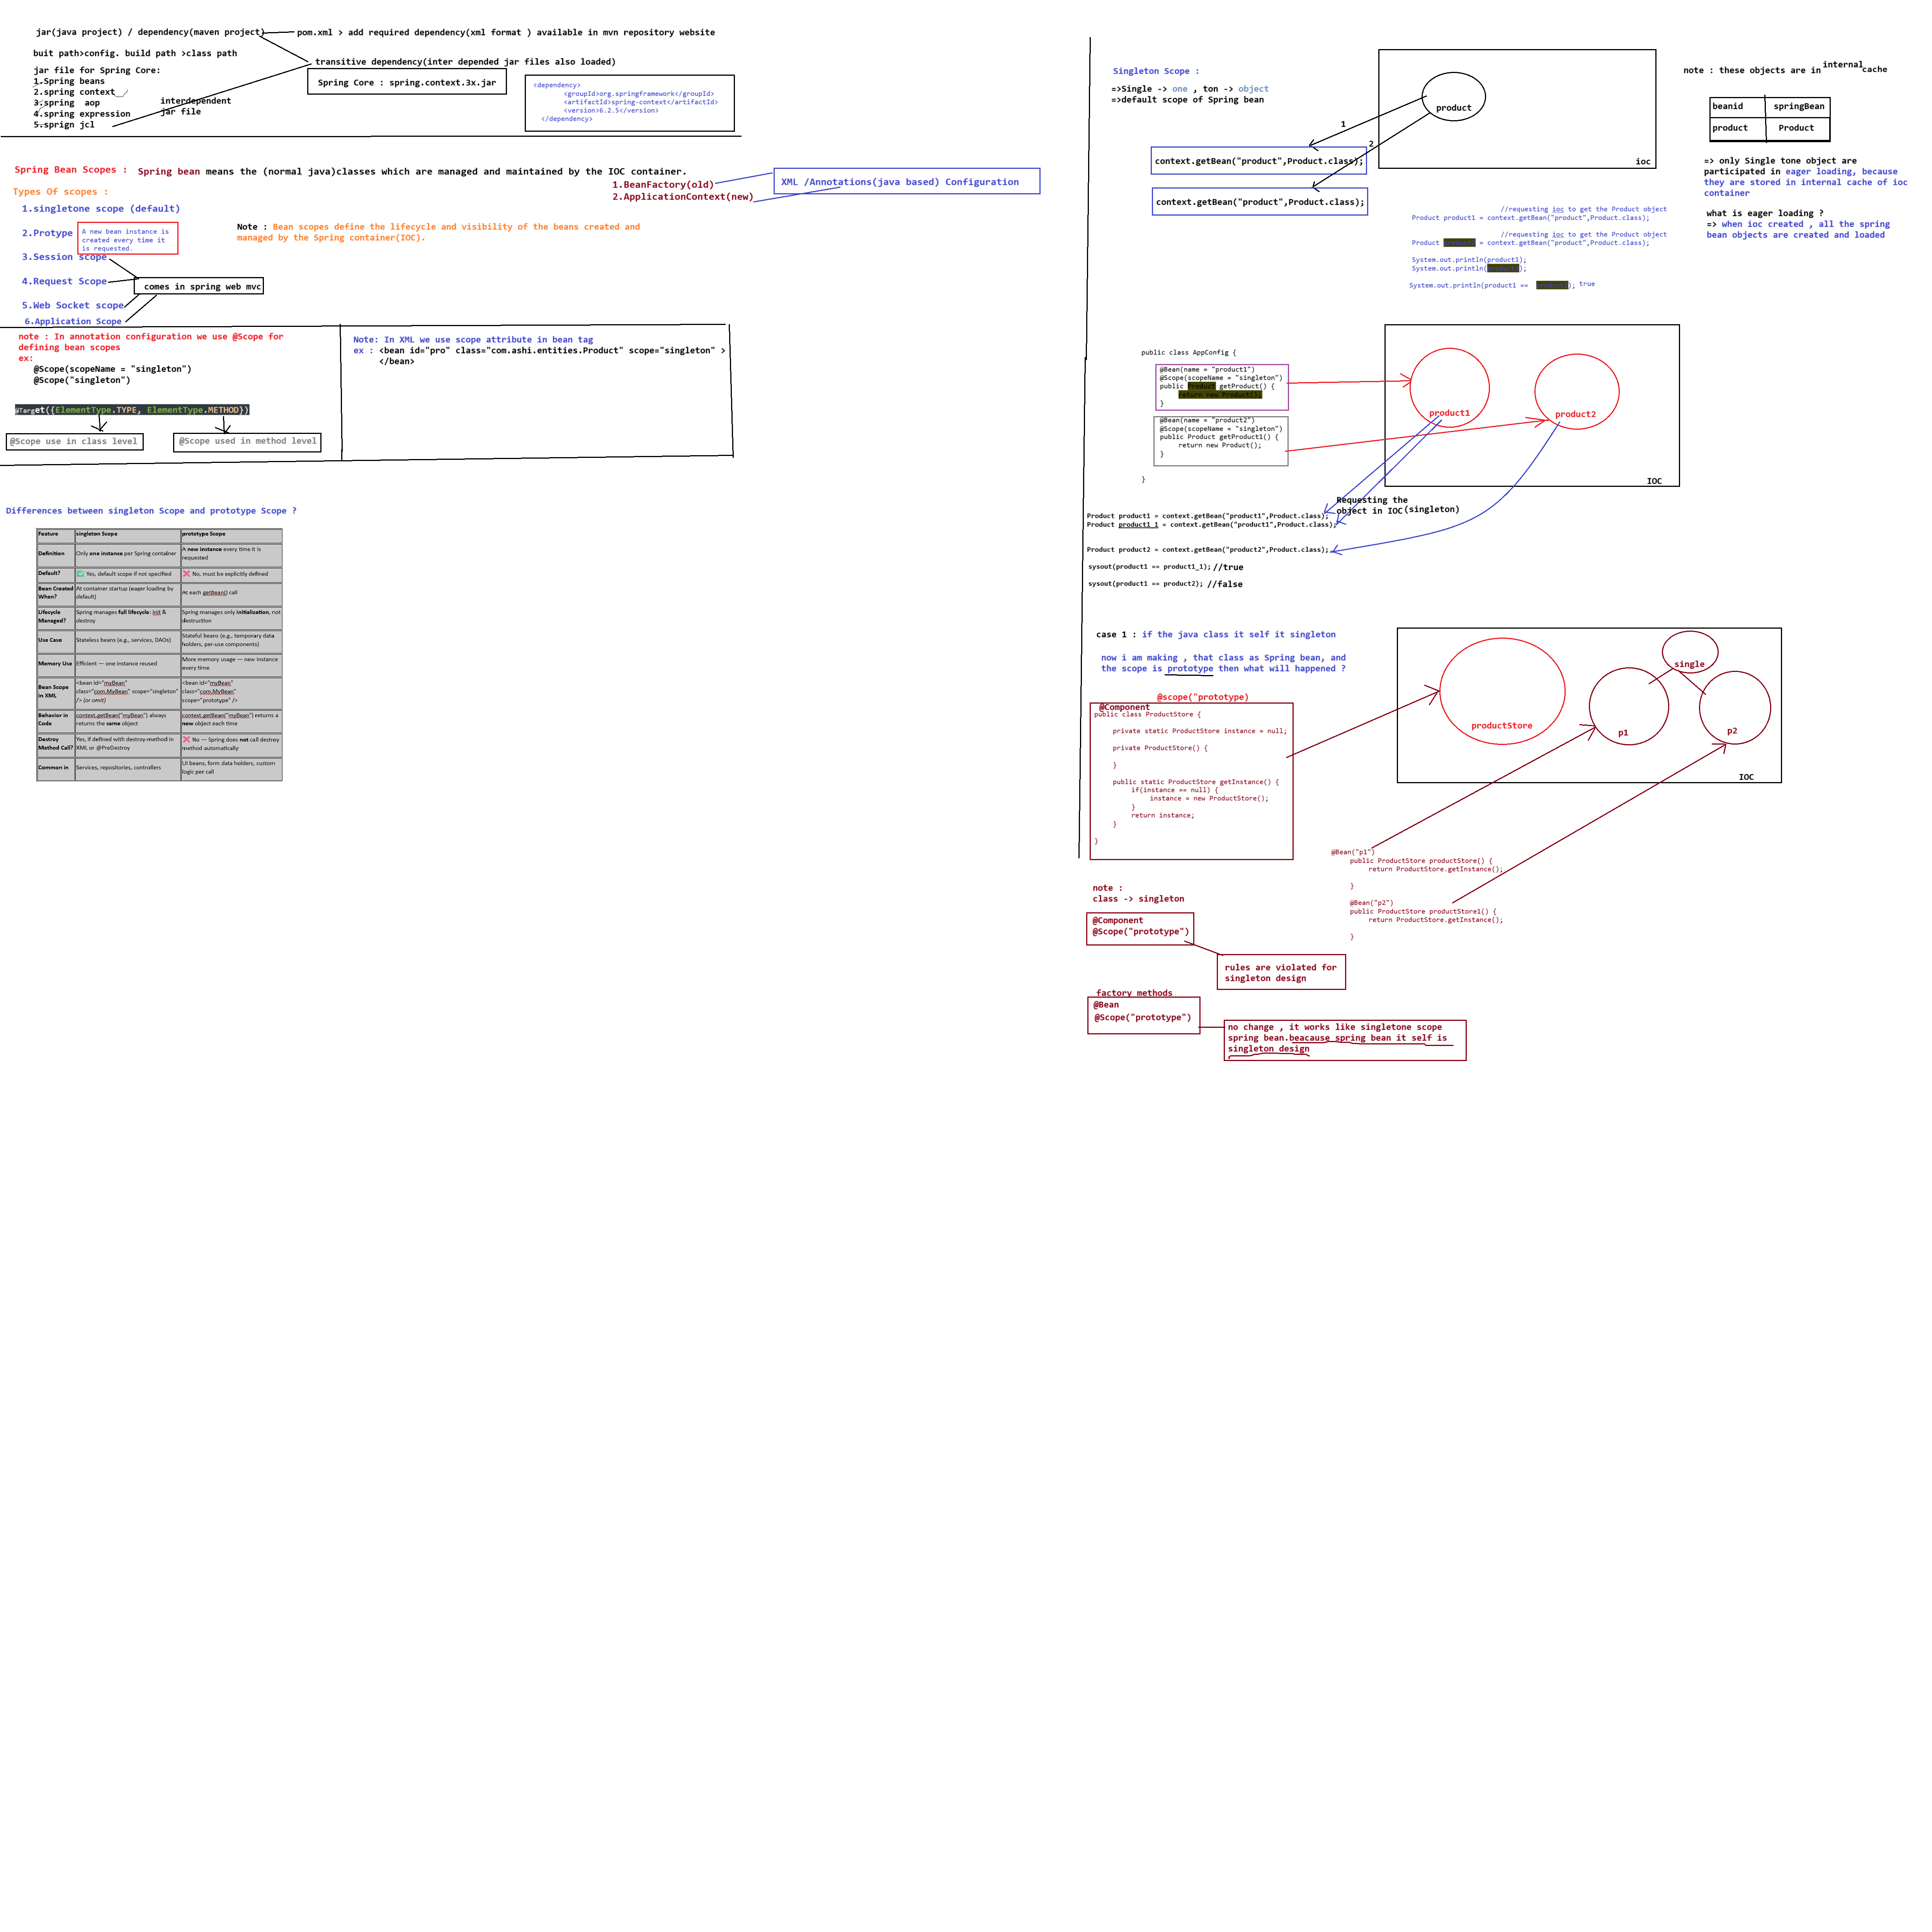 jar(java project) / dependency(maven project)
pom.xml > add required dependency(xml format ) available in mvn repository website
buit path>config. build path >class path
transitive dependency(inter depended jar files also loaded)
jar file for Spring Core:
1.Spring beans
2.spring context
3.spring  aop
4.spring expression
5.sprign jcl
interdependent
jar file
Spring Core : spring.context.3x.jar
<dependency>
<groupId>org.springframework</groupId>
<artifactId>spring-context</artifactId>
<version>6.2.5</version>
</dependency>
Spring Bean Scopes :  Spring bean means the (normal java)classes which are managed and maintained by the IOC container.
1.BeanFactory(old)
2.ApplicationContext(new)
XML /Annotations(java based) Configuration
Types Of scopes :
1.singletone scope (default)
2.Protype
A new bean instance is
created every time it
is requested.
3.Session scope
4.Request Scope
comes in spring web mvc
5.Web Socket scope
6.Application Scope
Note : Bean scopes define the lifecycle and visibility of the beans created and
managed by the Spring container(IOC).
note : In annotation configuration we use @Scope for
defining bean scopes
ex:
@Scope(scopeName = "singleton")
@Scope("singleton")
@Target({ElementType.TYPE, ElementType.METHOD})
@Scope use in class level
@Scope used in method level
Note: In XML we use scope attribute in bean tag
ex : <bean id="pro" class="com.ashi.entities.Product" scope="singleton" >
</bean>
Differences between singleton Scope and prototype Scope ?
Feature singleton Scope prototype Scope
Definition Only one instance per Spring container A new instance every time it is
requested
Default? ✅ Yes, default scope if not specified ❌ No, must be explicitly defined
Bean Created When? At container startup (eager loading by
default) At each getBean() call
Lifecycle Managed? Spring manages full lifecycle: init &
destroy Spring manages only initialization, not
destruction
Use Case Stateless beans (e.g., services, DAOs) Stateful beans (e.g., temporary data
holders, per-use components)
Memory Use Efficient — one instance reused More memory usage — new instance
every time
Bean Scope in XML <bean id="myBean"
class="com.MyBean" scope="singleton"
/> (or omit) <bean id="myBean"
class="com.MyBean"
scope="prototype" />
Behavior in Code context.getBean("myBean") always
returns the same object context.getBean("myBean") returns a
new object each time
Destroy Method Call? Yes, if defined with destroy-method in
XML or @PreDestroy ❌ No — Spring does not call destroy
method automatically
Common in Services, repositories, controllers UI beans, form data holders, custom
logic per call
Singleton Scope :
=>Single -> one , ton -> object
=>default scope of Spring bean
product
ioc
1
2
context.getBean("product",Product.class);
context.getBean("product",Product.class);
note : these objects are in internal cache
beanid springBean
product Product
=> only Single tone object are
participated in eager loading, because
they are stored in internal cache of ioc
container
what is eager loading ?
=> when ioc created , all the spring
bean objects are created and loaded
//requesting ioc to get the Product object
Product product1 = context.getBean("product",Product.class);
//requesting ioc to get the Product object
Product = context.getBean("product",Product.class);
System.out.println(product1);
System.out.println( );
System.out.println(product1 == ); true
public class AppConfig {
@Bean(name = "product1")
@Scope(scopeName = "singleton")
public Product getProduct() {
return new Product();
}
@Bean(name = "product2")
@Scope(scopeName = "singleton")
public Product getProduct1() {
return new Product();
}
}
product1
product2
IOC
Requesting the
object in IOC(singleton)
Product product1 = context.getBean("product1",Product.class);
Product product1_1 = context.getBean("product1",Product.class);
Product product2 = context.getBean("product2",Product.class);
sysout(product1 == product1_1); //true
sysout(product1 == product2); //false
case 1 : if the java class it self it singleton
now i am making , that class as Spring bean, and
the scope is prototype then what will happened ?
@scope("prototype)
@Component
public class ProductStore {
private static ProductStore instance = null;
private ProductStore() {
}
public static ProductStore getInstance() {
if(instance == null) {
instance = new ProductStore();
}
return instance;
}
}
productStore
single
p1
p2
IOC
@Bean("p1")
public ProductStore productStore() {
return ProductStore.getInstance();
}
@Bean("p2")
public ProductStore productStore1() {
return ProductStore.getInstance();
}
note :
class -> singleton
@Component
@Scope("prototype")
rules are violated for
singleton design
factory methods
@Bean
@Scope("prototype")
no change , it works like singletone scope
spring bean.beacause spring bean it self is
singleton design